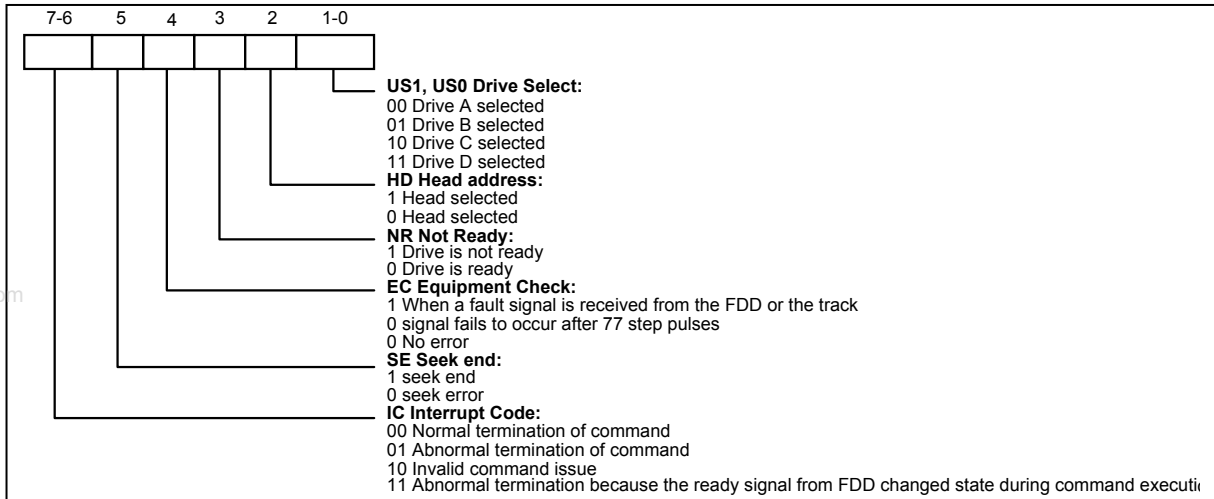 7-6 5 4 3 2 1-0
US1, US0 Drive Select:
00 Drive A selected
01 Drive B selected
10 Drive C selected
11 Drive D selected
HD Head address:
1 Head selected
0 Head selected
NR Not Ready:
1 Drive is not ready
0 Drive is ready
EC Equipment Check:
1 When a fault signal is received from the FDD or the track
0 signal fails to occur after 77 step pulses
0 No error
SE Seek end:
1 seek end
0 seek error
IC Interrupt Code:
00 Normal termination of command
01 Abnormal termination of command
10 Invalid command issue
11 Abnormal termination because the ready signal from FDD changed state during command